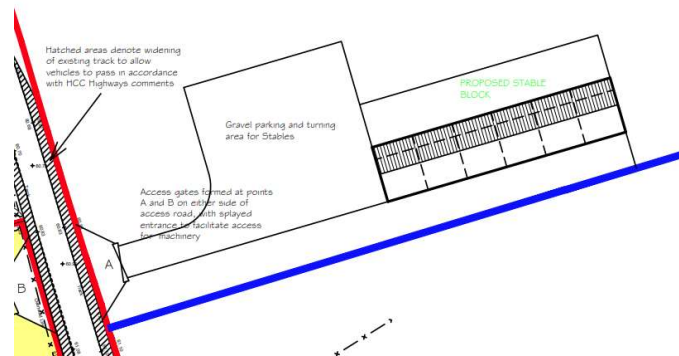 Hatched areas denote widening
of existing track to allow
vehicles to pass in accordance
with HCC Highways comments
PROPOSED STABLE
BLOCK
Gravel parking and turning
area for Stables
Access gates formed at points
A and B on either side of
access road, with splayed
entrance to facilitate access
for machinery
A
B